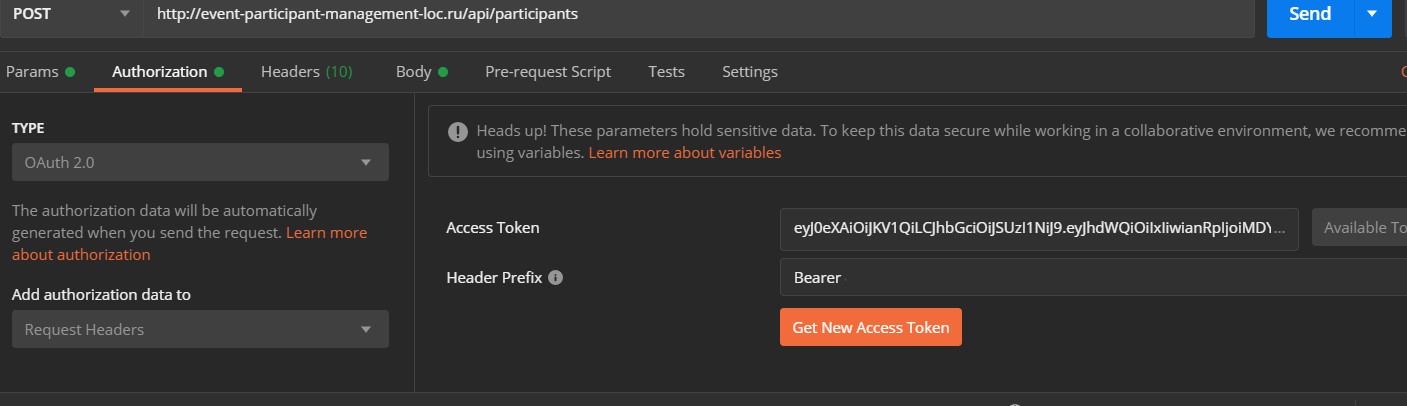 POST http://event-participant-management-loc.ru/api/participants Send
Params Authorization Headers (10) Body Pre-request Script Tests Settings
TYPE
OAuth 2.0
The authorization data will be automatically
generated when you send the request. Learn more
about authorization
Add authorization data to
Request Headers
! Heads up! These parameters hold sensitive data. To keep this data secure while working in a collaborative environment, we recomme
using variables. Learn more about variables
Access Token eyJ0eXAiOiJKV1QiLCJhbGciOiJSUzI1NiJ9.eyJhdWQiOiIxIiwianRpIjoiMDY... Available To
Header Prefix i Bearer
Get New Access Token